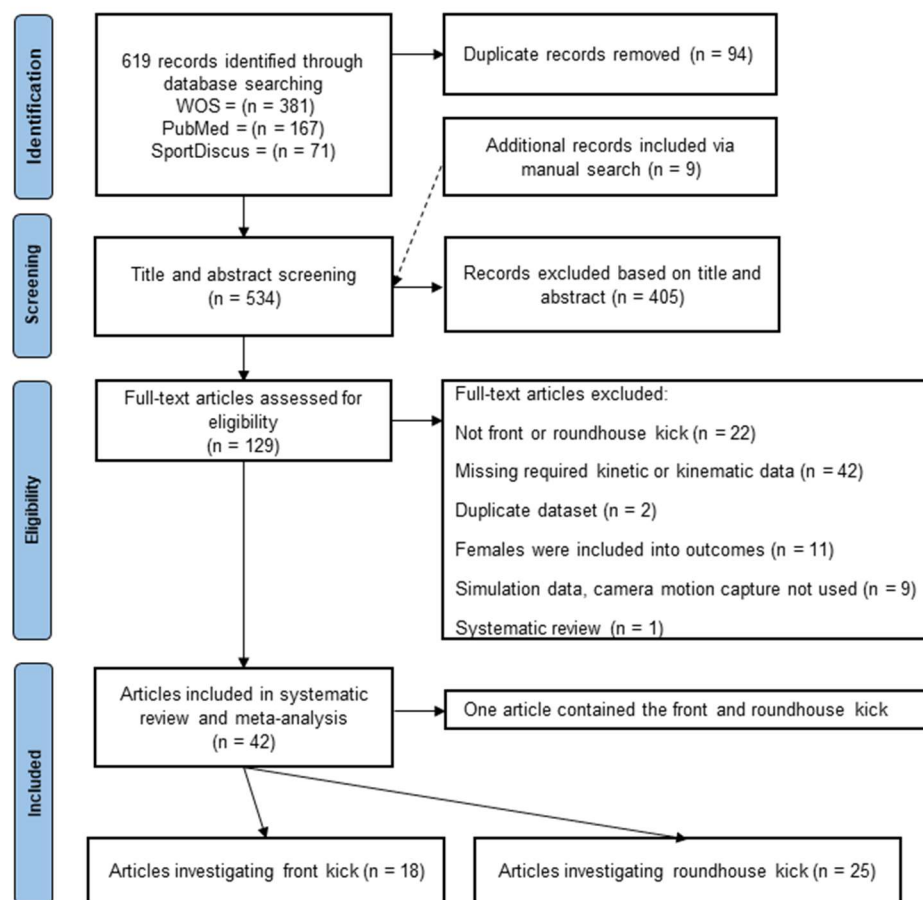 Identification
619 records identified through
database searching
WOS = (n = 381)
PubMed = (n = 167)
SportDiscus = (n = 71)
Duplicate records removed (n = 94)
Additional records included via
manual search (n = 9)
Screening
Title and abstract screening
(n = 534)
Records excluded based on title and
abstract (n = 405)
Eligibility
Full-text articles assessed for
eligibility
(n = 129)
Full-text articles excluded:
Not front or roundhouse kick (n = 22)
Missing required kinetic or kinematic data (n = 42)
Duplicate dataset (n = 2)
Females were included into outcomes (n = 11)
Simulation data, camera motion capture not used (n = 9)
Systematic review (n = 1)
Included
Articles included in systematic
review and meta-analysis
(n = 42)
One article contained the front and roundhouse kick
Articles investigating front kick (n = 18)
Articles investigating roundhouse kick (n = 25)